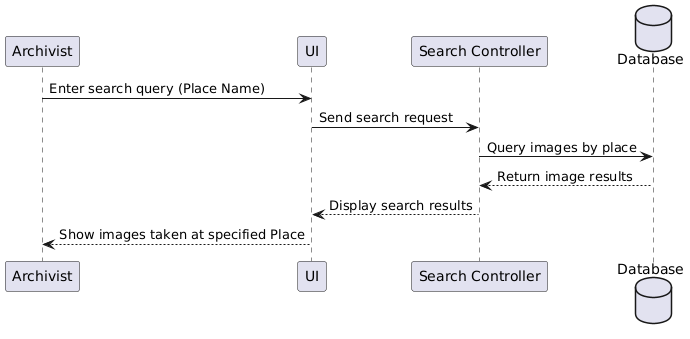 Archivist
UI
Search Controller
Database
Enter search query (Place Name)
Send search request
Query images by place
Return image results
Display search results
Show images taken at specified Place
Archivist
UI
Search Controller
Database